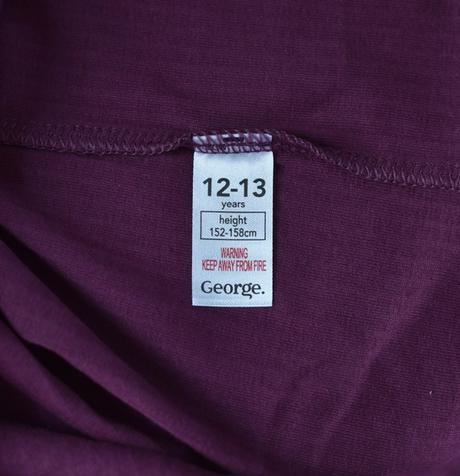 12-13
years
height
152-158cm
WARNING
KEEP AWAY FROM FIRE
George.